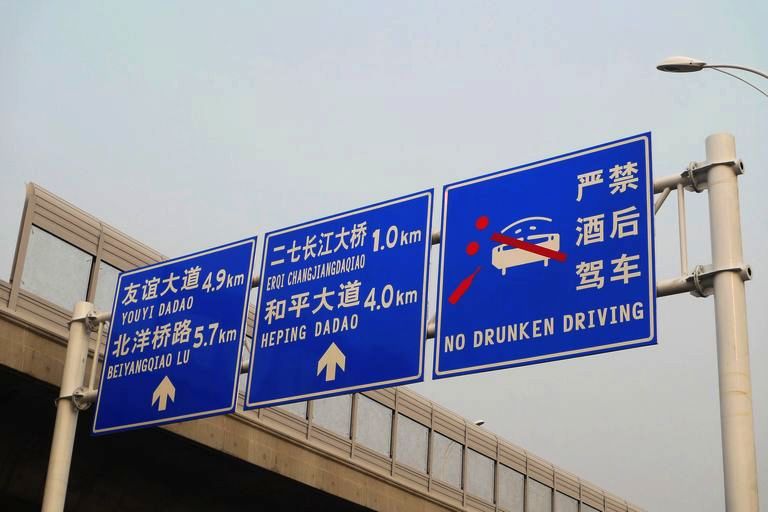 友谊大道 4.9km
YOUYI DADAO
北洋桥路 5.7km
BEIYANGQIAO LU
二七长江大桥 1.0km
ERQI CHANGJIANGDAQIAO
和平大道 4.0km
HEPING DADAO
严禁
酒后
驾车
NO DRUNKEN DRIVING